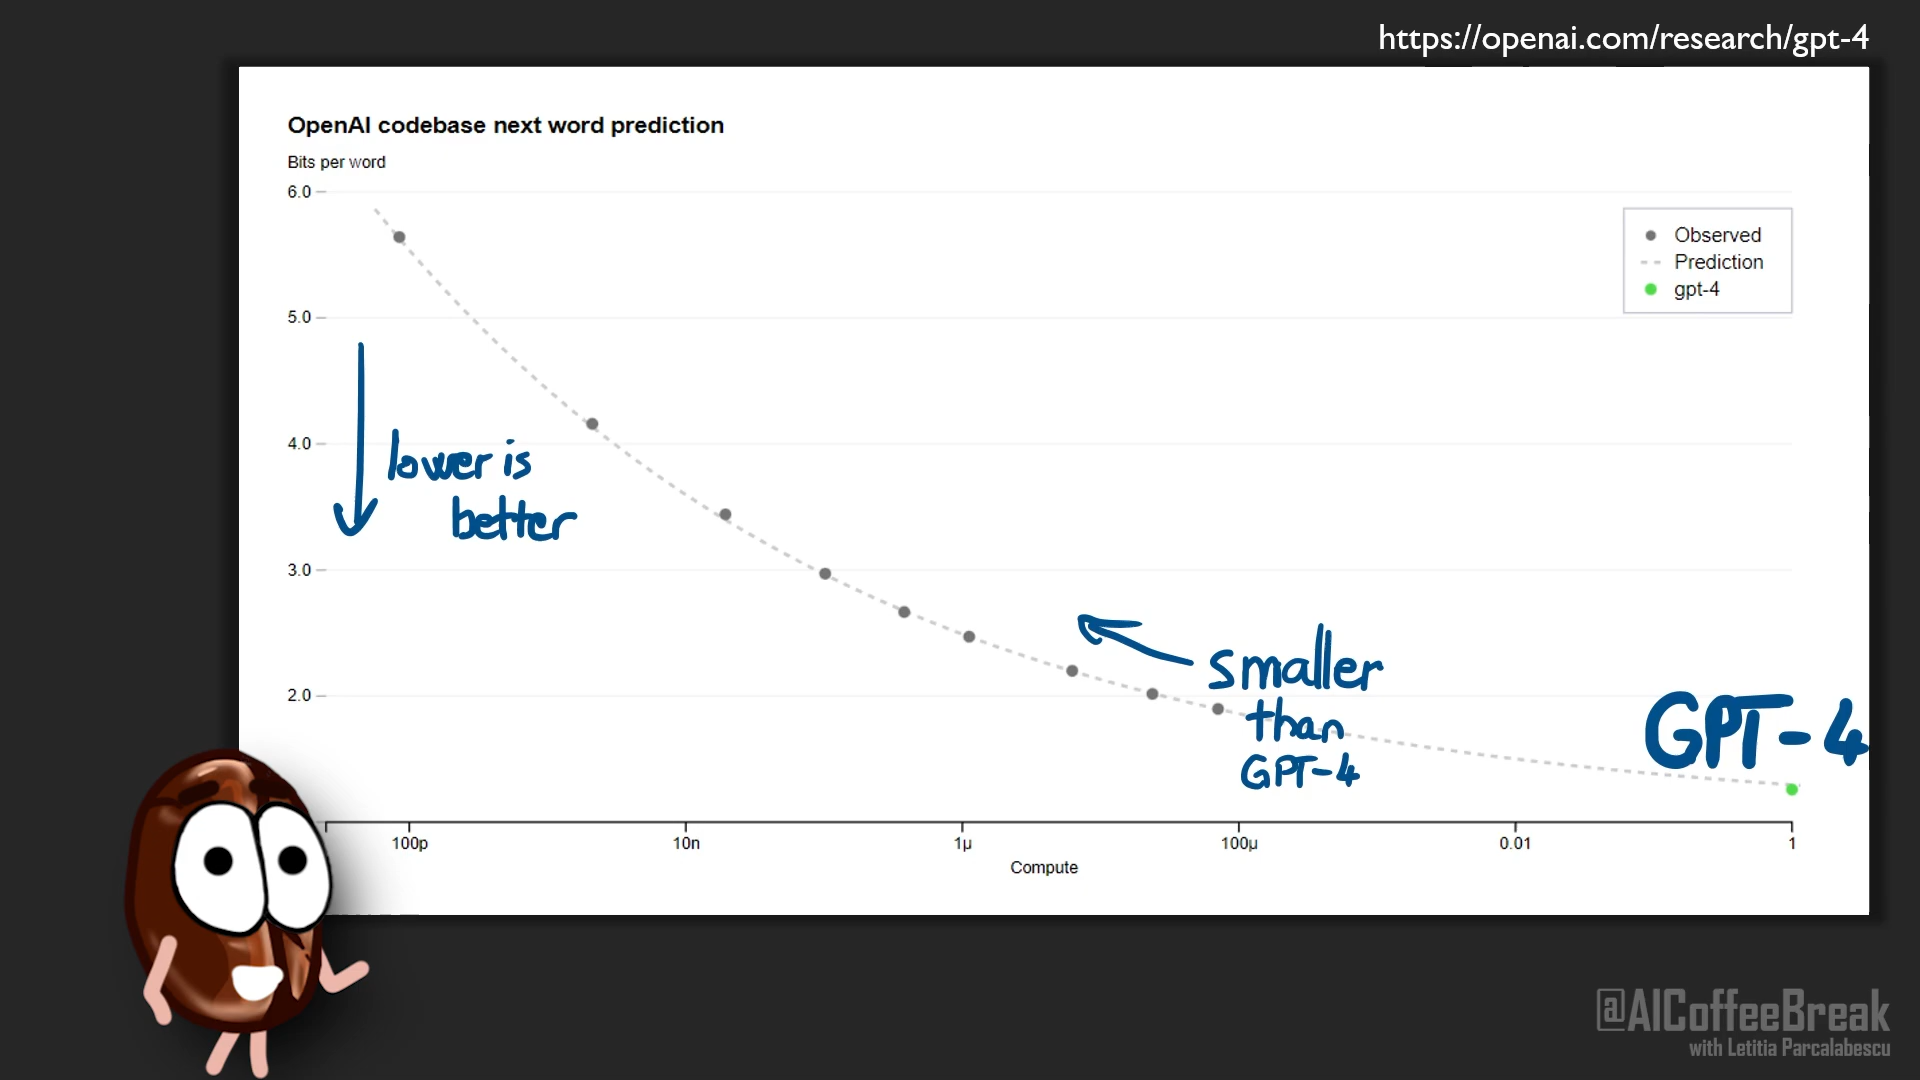 https://openai.com/research/gpt-4
OpenAI codebase next word prediction
Bits per word
6.0
5.0
4.0
3.0
2.0
Observed
Prediction
gpt-4
lower is
better
smaller
than
GPT-4
GPT-4
100p
10n
1µ
100µ
0.01
1
Compute
@AICoffeeBreak
with Letitia Parcalabescu